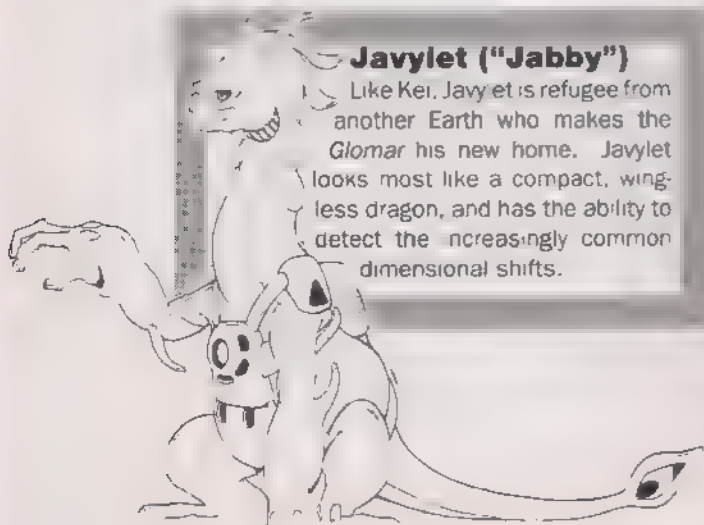 Javylet ("Jabby")
Like Kei, Javylet is refugee from
another Earth who makes the
Glomar his new home. Javylet
looks most like a compact, wing-
less dragon, and has the ability to
detect the increasingly common
dimensional shifts.